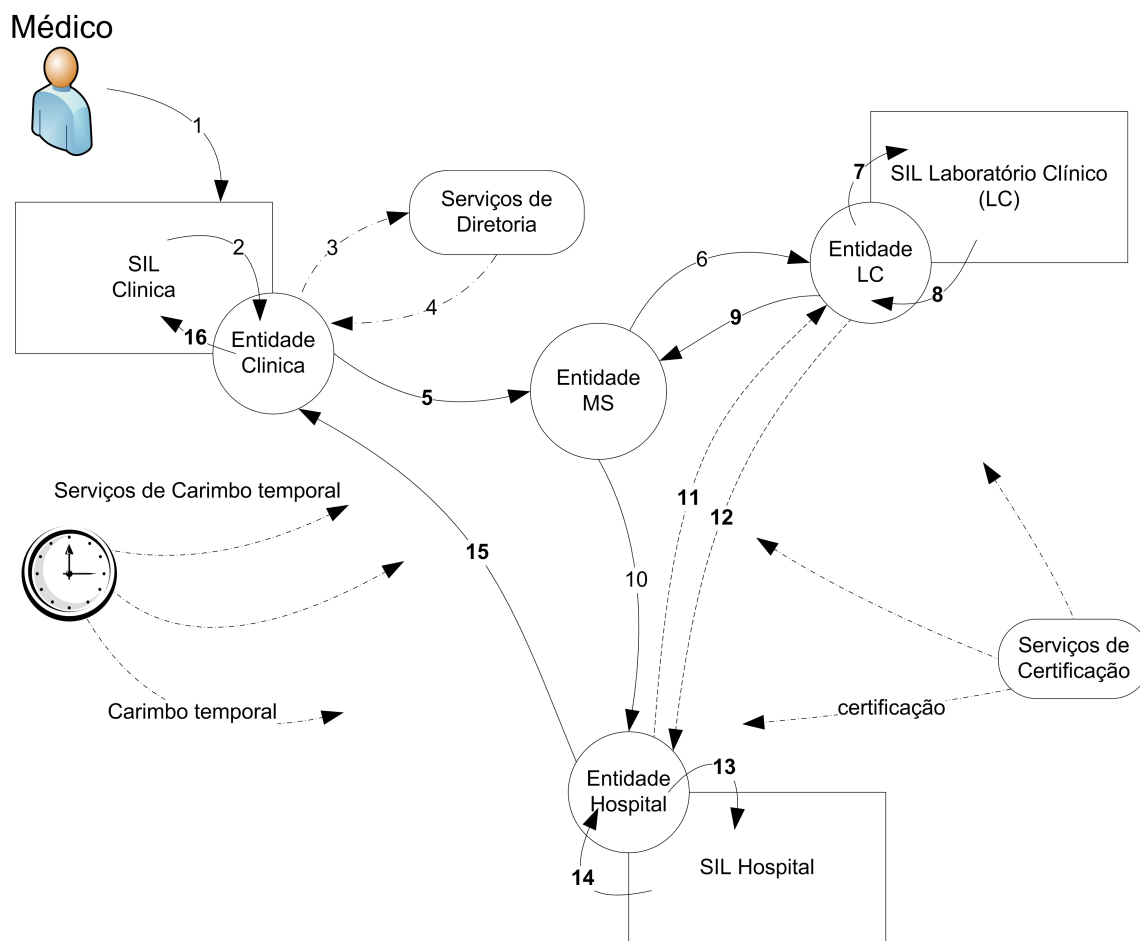 Médico
1
7
SIL Laboratório Clínico
(LC)
Serviços de
Diretoria
3
2
SIL
Clinica
6
Entidade
LC
4
8
9
16
Entidade
Clinica
Entidade
MS
5
Serviços de Carimbo temporal
11
12
15
10
Serviços de
Certificação
Carimbo temporal
certificação
13
Entidade
Hospital
SIL Hospital
14